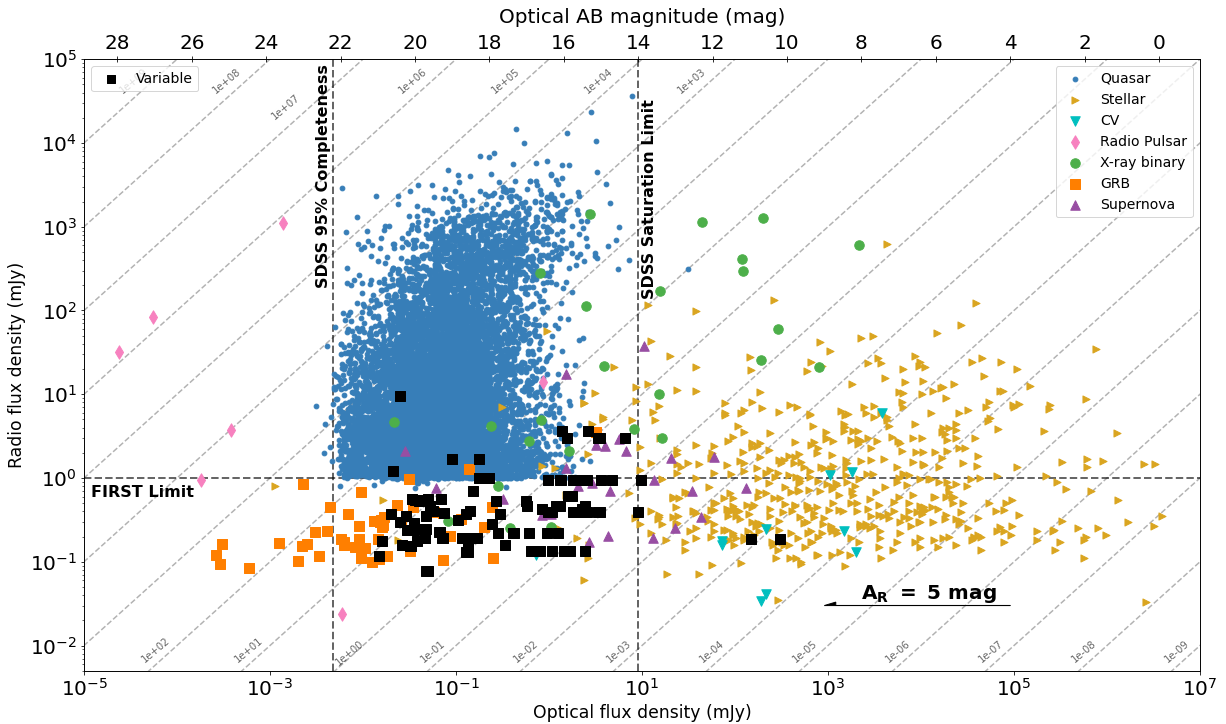 Optical AB magnitude (mag)
28 26 24 22 20 18 16 14 12 10 8 6 4 2 0
Variable
Quasar
Stellar
CV
Radio Pulsar
X-ray binary
GRB
Supernova
1e+08
1e+07
1e+06
1e+05
1e+04
1e+03
SDSS 95% Completeness
SDSS Saturation Limit
Radio flux density (mJy)
10^5
10^4
10^3
10^2
10^1
10^0
10^-1
10^-2
FIRST Limit
A_R = 5 mag
1e+02 1e+01 1e+00 1e-01 1e-02 1e-03 1e-04 1e-05 1e-06 1e-07 1e-08 1e-09
10^-5 10^-3 10^-1 10^1 10^3 10^5 10^7
Optical flux density (mJy)